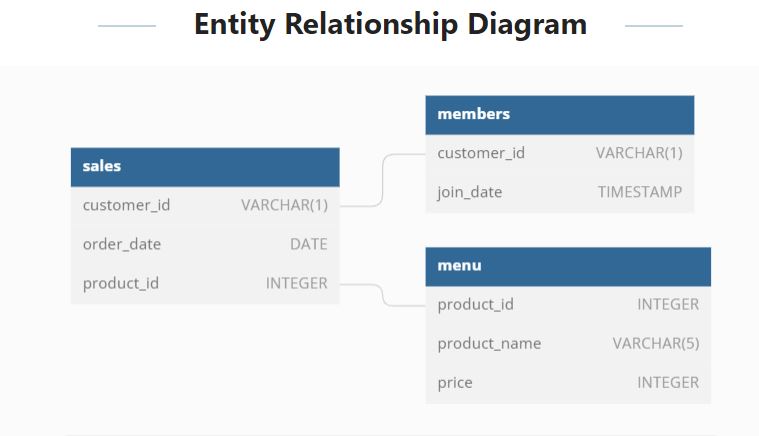 Entity Relationship Diagram
sales
customer_id VARCHAR(1)
order_date DATE
product_id INTEGER
members
customer_id VARCHAR(1)
join_date TIMESTAMP
menu
product_id INTEGER
product_name VARCHAR(5)
price INTEGER